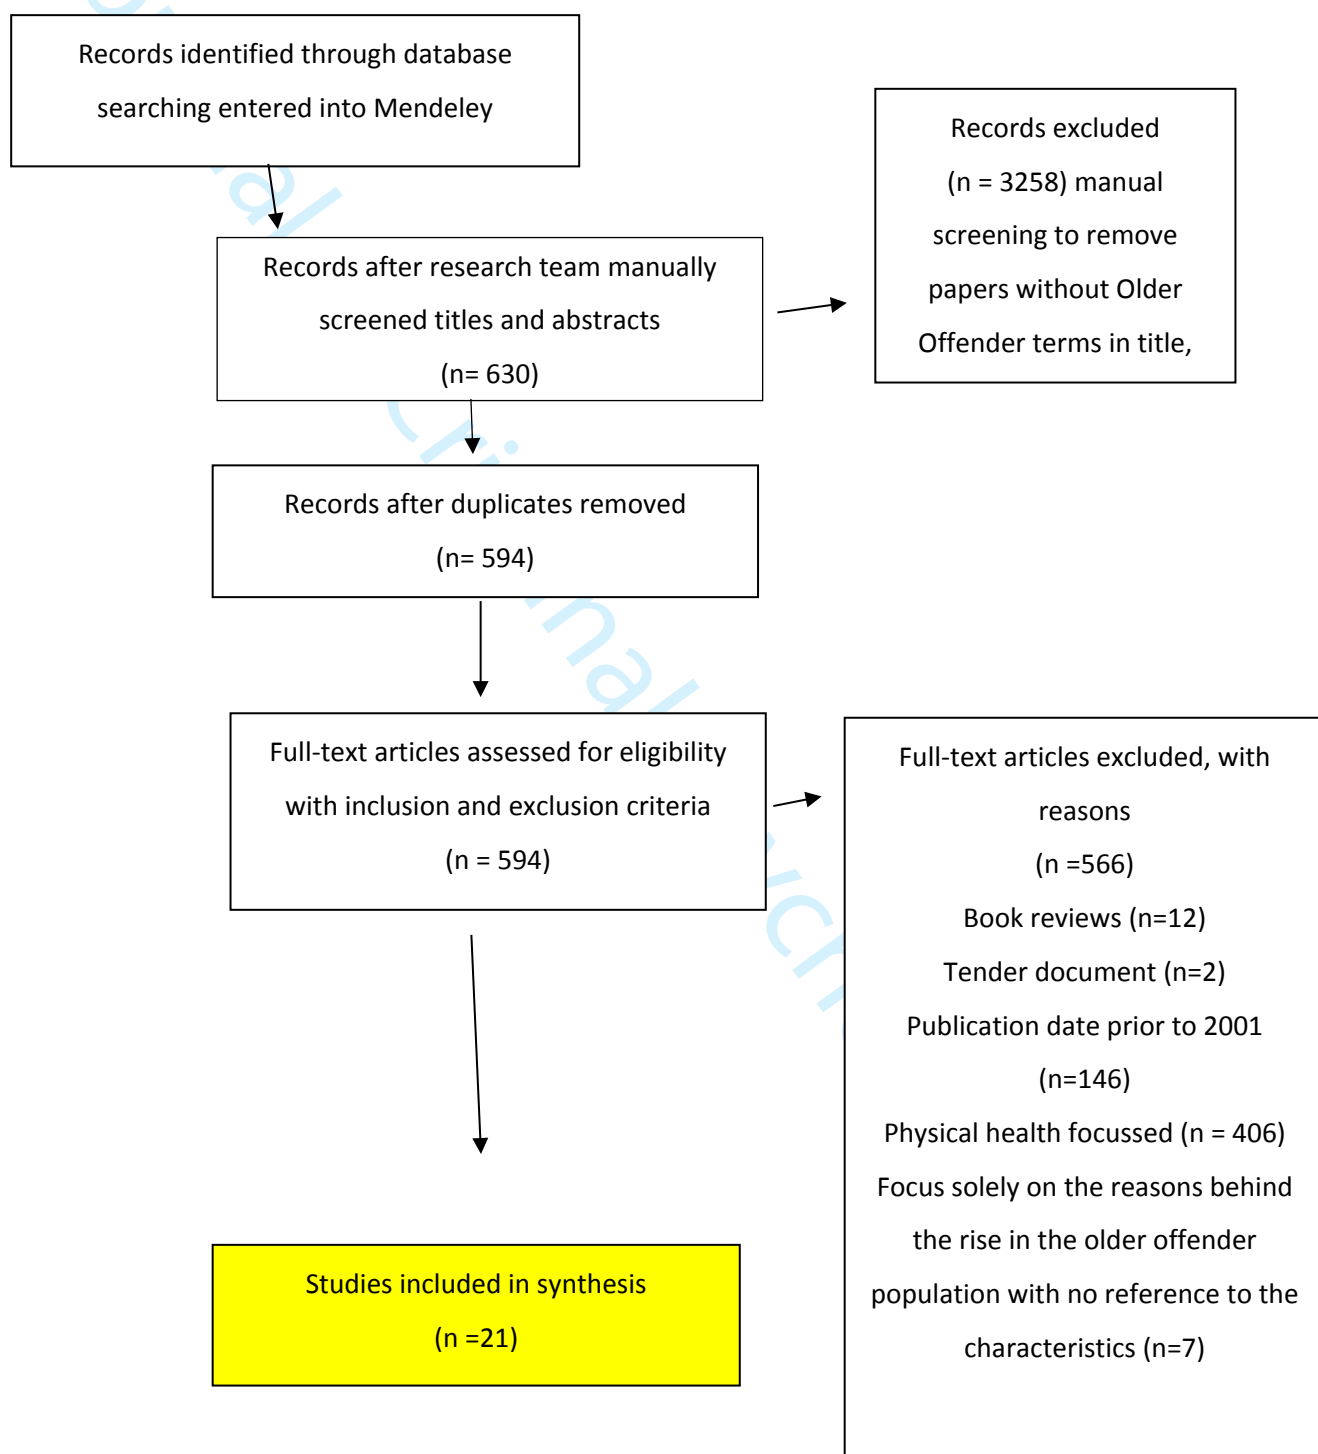 Records identified through database
searching entered into Mendeley
Records excluded
(n = 3258) manual
screening to remove
papers without Older
Offender terms in title,
Records after research team manually
screened titles and abstracts
(n= 630)
Records after duplicates removed
(n= 594)
Full-text articles assessed for eligibility
with inclusion and exclusion criteria
(n = 594)
Full-text articles excluded, with
reasons
(n =566)
Book reviews (n=12)
Tender document (n=2)
Publication date prior to 2001
(n=146)
Physical health focussed (n = 406)
Focus solely on the reasons behind
the rise in the older offender
population with no reference to the
characteristics (n=7)
Studies included in synthesis
(n =21)